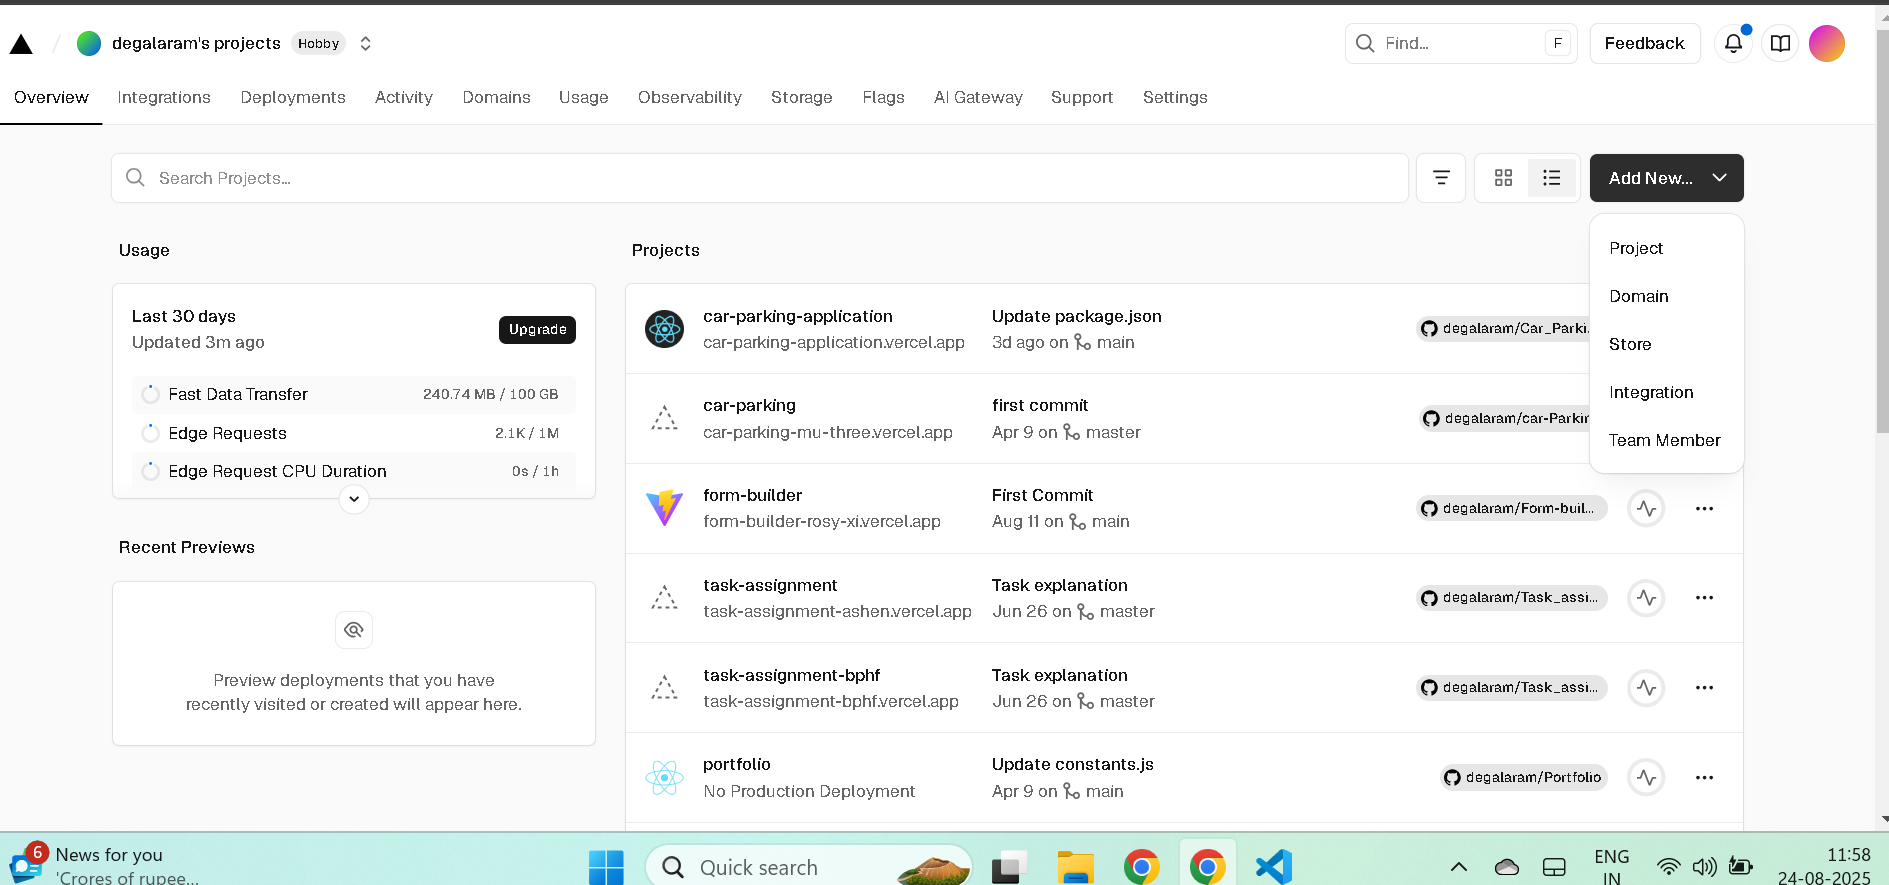 degalaram's projects Hobby
Find... F
Feedback
Overview Integrations Deployments Activity Domains Usage Observability Storage Flags AI Gateway Support Settings
Search Projects...
Add New...
Project
Domain
Store
Integration
Team Member
Usage
Last 30 days
Updated 3m ago
Upgrade
Fast Data Transfer 240.74 MB / 100 GB
Edge Requests 2.1K / 1M
Edge Request CPU Duration 0s / 1h
Recent Previews
Preview deployments that you have
recently visited or created will appear here.
Projects
car-parking-application Update package.json
car-parking-application.vercel.app 3d ago on main
degalaram/Car_Parki.
car-parking first commit
car-parking-mu-three.vercel.app Apr 9 on master
degalaram/car-Parkin
form-builder First Commit
form-builder-rosy-xi.vercel.app Aug 11 on main
degalaram/Form-buil...
task-assignment Task explanation
task-assignment-ashen.vercel.app Jun 26 on master
degalaram/Task_assi...
task-assignment-bphf Task explanation
task-assignment-bphf.vercel.app Jun 26 on master
degalaram/Task_assi...
portfolio Update constants.js
No Production Deployment Apr 9 on main
degalaram/Portfolio
6
News for you
'Crores of rupee...
Quick search
ENG
IN
11:58
24-08-2025